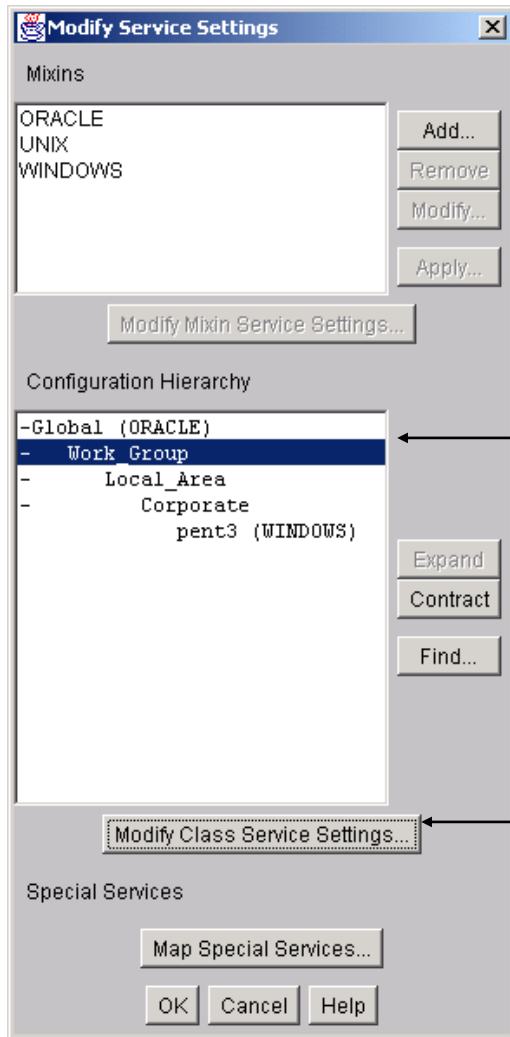 Modify Service Settings
Mixins
ORACLE
UNIX
WINDOWS
Add...
Remove
Modify...
Apply...
Modify Mixin Service Settings...
Configuration Hierarchy
-Global (ORACLE)
- Work_Group
- Local_Area
- Corporate
pent3 (WINDOWS)
Expand
Contract
Find...
Modify Class Service Settings...
Special Services
Map Special Services...
OK Cancel Help